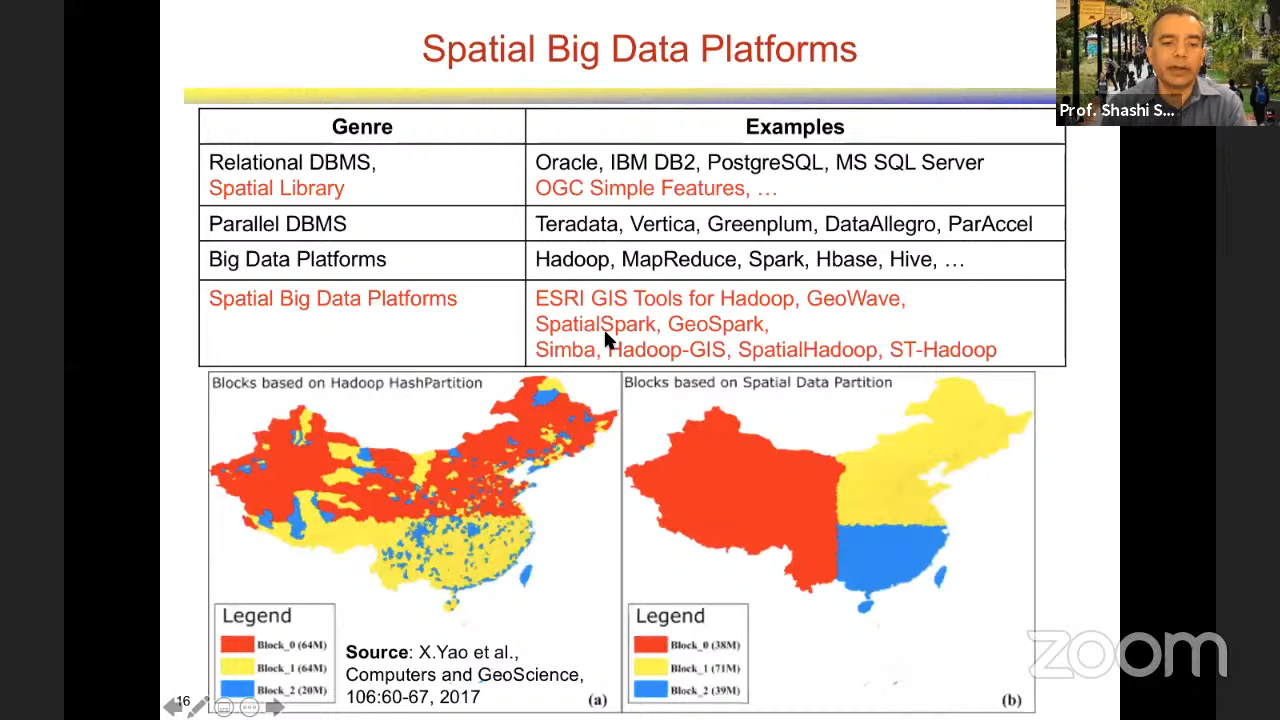 Spatial Big Data Platforms
Prof. Shashi S...
Genre
Examples
Relational DBMS,
Spatial Library
Oracle, IBM DB2, PostgreSQL, MS SQL Server
OGC Simple Features, …
Parallel DBMS
Teradata, Vertica, Greenplum, DataAllegro, ParAccel
Big Data Platforms
Hadoop, MapReduce, Spark, Hbase, Hive, …
Spatial Big Data Platforms
ESRI GIS Tools for Hadoop, GeoWave,
SpatialSpark, GeoSpark,
Simba, Hadoop-GIS, SpatialHadoop, ST-Hadoop
Blocks based on Hadoop HashPartition
Legend
Block_0 (64M)
Block_1 (64M)
Block_2 (20M)
Source: X.Yao et al.,
Computers and GeoScience,
106:60-67, 2017
(a)
Blocks based on Spatial Data Partition
Legend
Block_0 (38M)
Block_1 (71M)
Block_2 (39M)
(b)
16
zoom